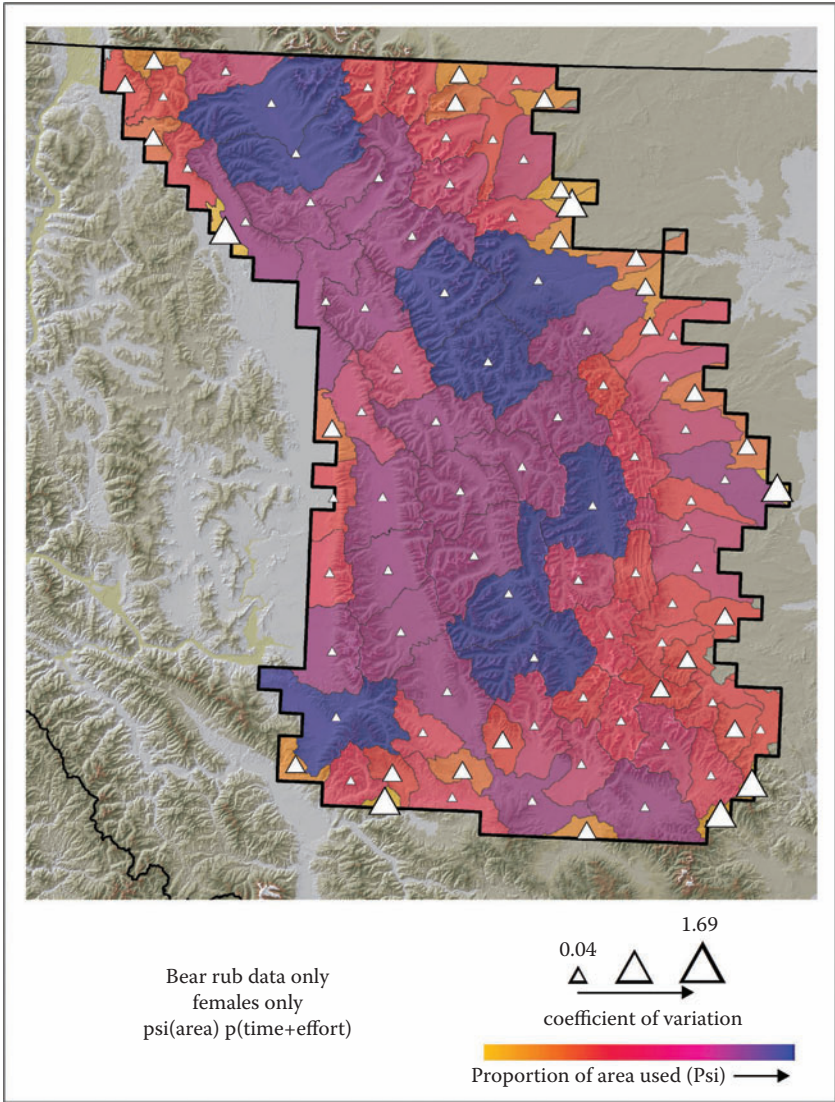 Bear rub data only
females only
psi(area) p(time+effort)
0.04
1.69
coefficient of variation
Proportion of area used (Psi)